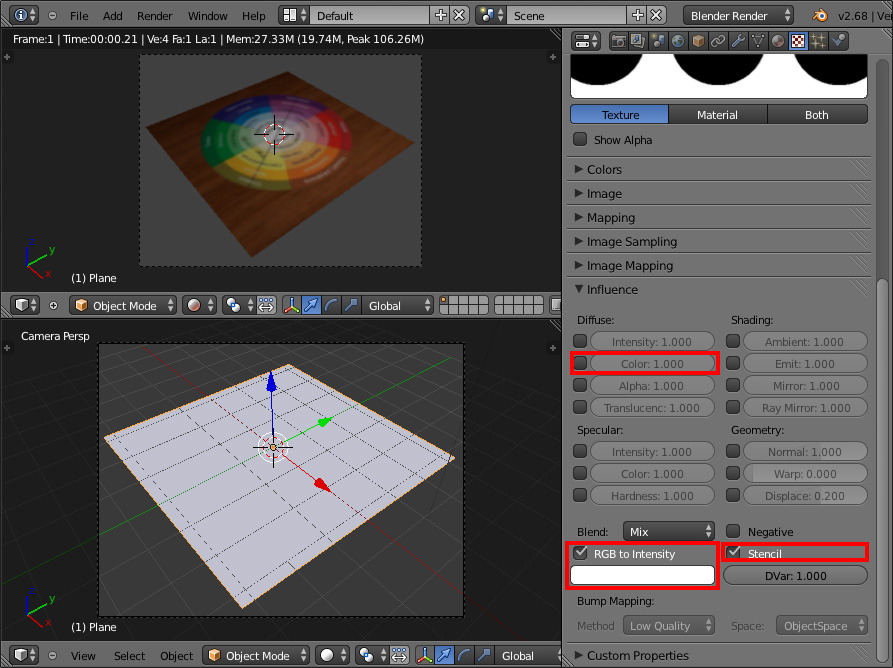 File Add Render Window Help Default Scene Blender Render v2.68
Frame:1 | Time:00:00.21 | Ve:4 Fa:1 La:1 | Mem:27.33M (19.74M, Peak 106.26M)
y
x
(1) Plane
Object Mode Global
Camera Persp
y
x
(1) Plane
View Select Object Object Mode Global
Texture Material Both
Show Alpha
Colors
Image
Mapping
Image Sampling
Image Mapping
Influence
Diffuse: Shading:
Intensity: 1.000 Ambient: 1.000
Color: 1.000 Emit: 1.000
Alpha: 1.000 Mirror: 1.000
Translucenc: 1.000 Ray Mirror: 1.000
Specular: Geometry:
Intensity: 1.000 Normal: 1.000
Color: 1.000 Warp: 0.000
Hardness: 1.000 Displace: 0.200
Blend: Mix Negative
RGB to Intensity Stencil
DVar: 1.000
Bump Mapping:
Method Low Quality Space: ObjectSpace
Custom Properties